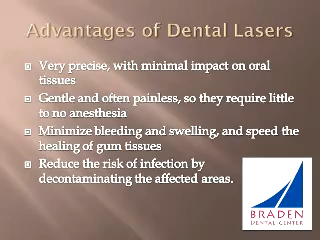 Advantages of Dental Lasers
Very precise, with minimal impact on oral
tissues
Gentle and often painless, so they require little
to no anesthesia
Minimize bleeding and swelling, and speed the
healing of gum tissues
Reduce the risk of infection by
decontaminating the affected areas.
BRADEN
DENTAL CENTER